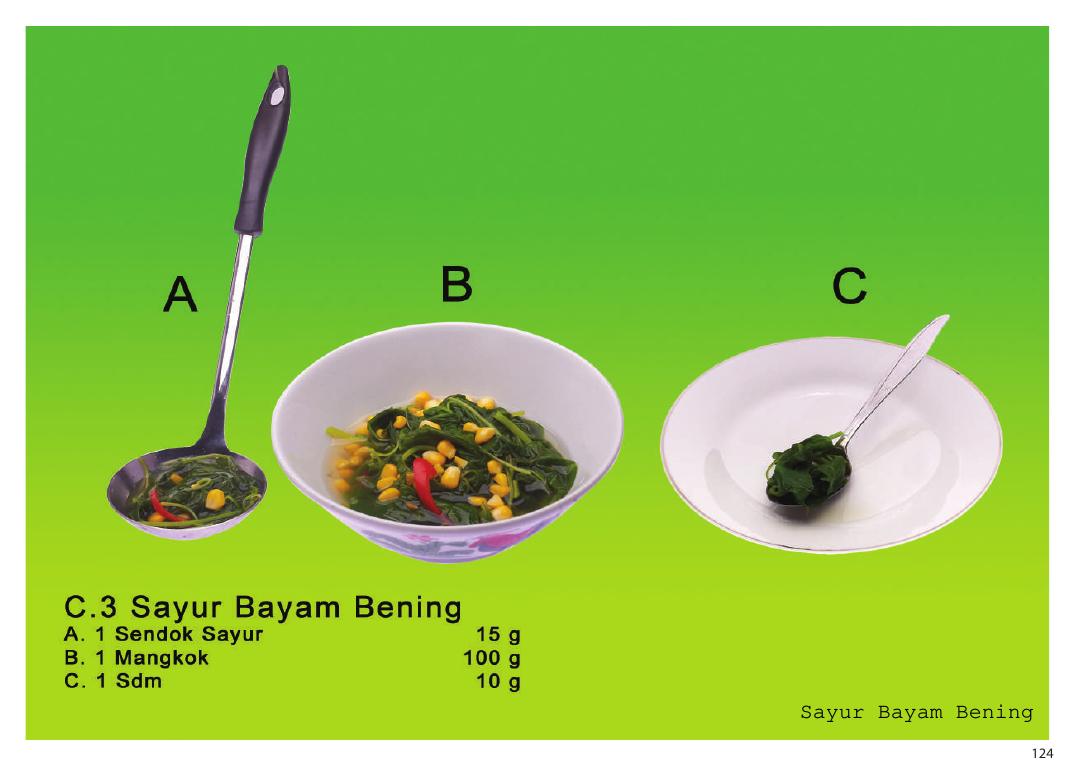 A
B
C
C.3 Sayur Bayam Bening
A. 1 Sendok Sayur 15 g
B. 1 Mangkok 100 g
C. 1 Sdm 10 g
Sayur Bayam Bening
124